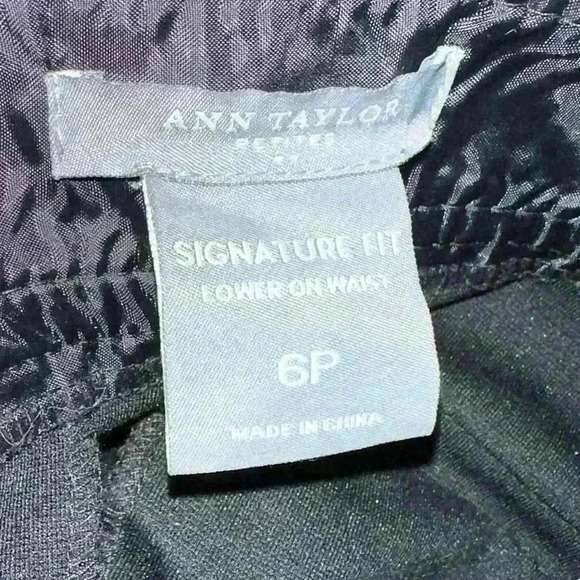 ANN TAYLOR
PETITES
SIGNATURE FIT
LOWER ON WAIST
6P
MADE IN CHINA